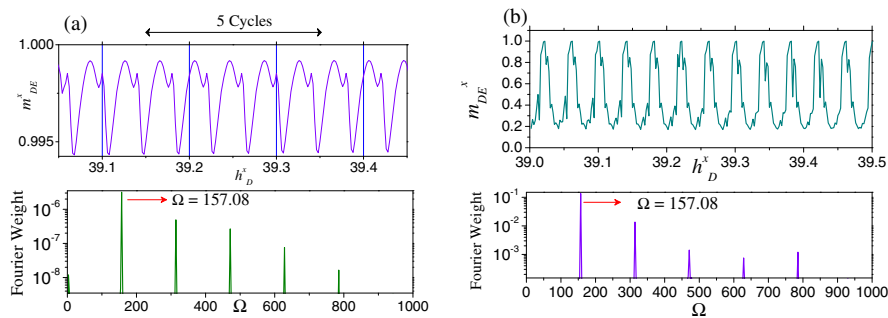 (a)
5 Cycles
1.000
0.995
m^x_DE
39.1 39.2 39.3 39.4
h^x_D
Ω = 157.08
10^-6
10^-7
10^-8
Fourier Weight
0 200 400 600 800 1000
Ω
(b)
1.0
0.8
0.6
0.4
0.2
0.0
m^x_DE
39.0 39.1 39.2 39.3 39.4 39.5
h^x_D
Ω = 157.08
10^-1
10^-3
Fourier Weight
0 100 200 300 400 500 600 700 800 900 1000
Ω